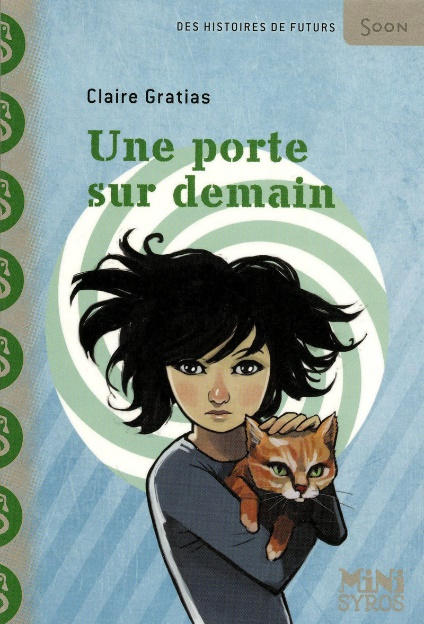 DES HISTOIRES DE FUTURS
SOON
Claire Gratias
Une porte
sur demain
MiNi
SYROS